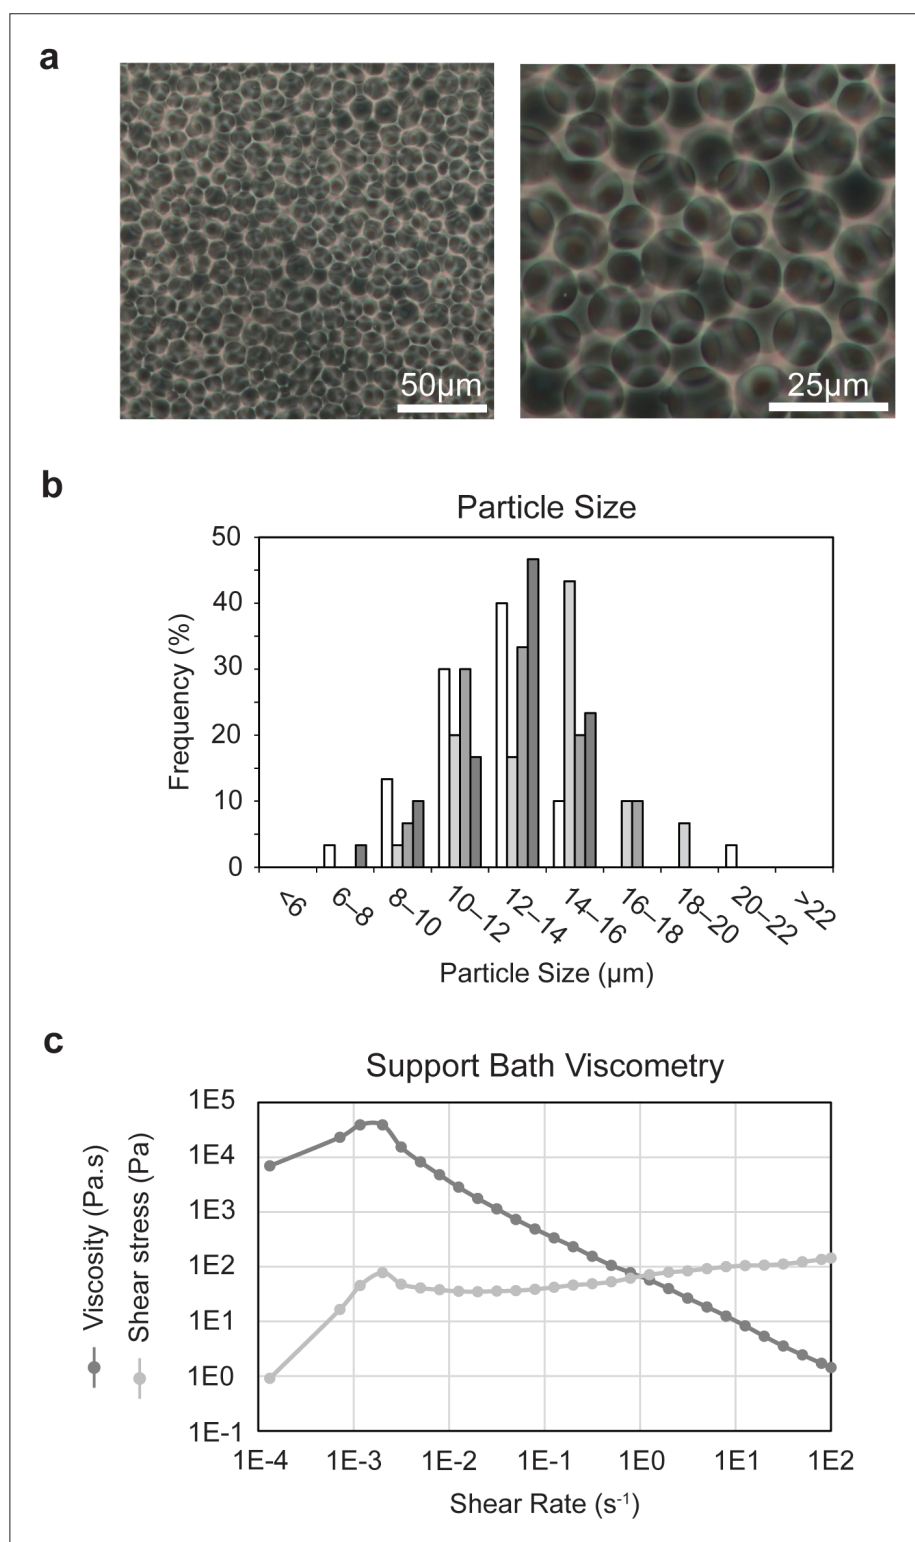 a
50µm
25µm
b
Particle Size
50
40
30
20
10
0
Frequency (%)
<6
6–8
8–10
10–12
12–14
14–16
16–18
18–20
20–22
>22
Particle Size (µm)
c
Support Bath Viscometry
Viscosity (Pa.s)
Shear stress (Pa)
1E5
1E4
1E3
1E2
1E1
1E0
1E-1
1E-4
1E-3
1E-2
1E-1
1E0
1E1
1E2
Shear Rate (s⁻¹)